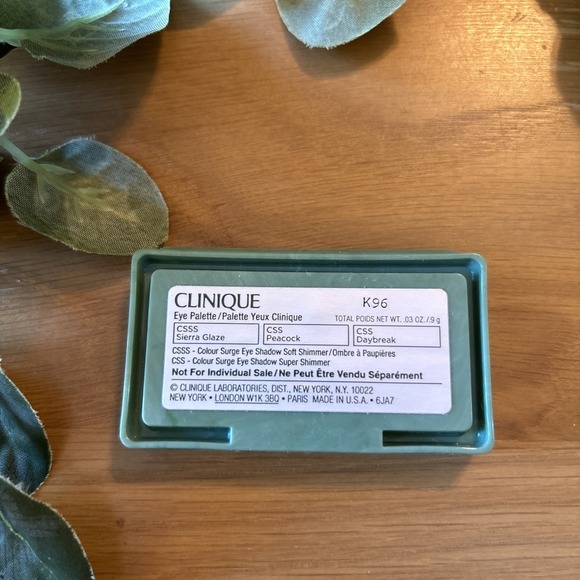 CLINIQUE K96
Eye Palette/Palette Yeux Clinique TOTAL POIDS NET WT. .03 OZ./.9 g
CSSS CSS CSS
Sierra Glaze Peacock Daybreak
CSSS - Colour Surge Eye Shadow Soft Shimmer/Ombre à Paupières
CSS - Colour Surge Eye Shadow Super Shimmer
Not For Individual Sale/Ne Peut Être Vendu Séparément
© CLINIQUE LABORATORIES, DIST., NEW YORK, N.Y. 10022
NEW YORK • LONDON W1K 3BQ • PARIS MADE IN U.S.A. • 6JA7